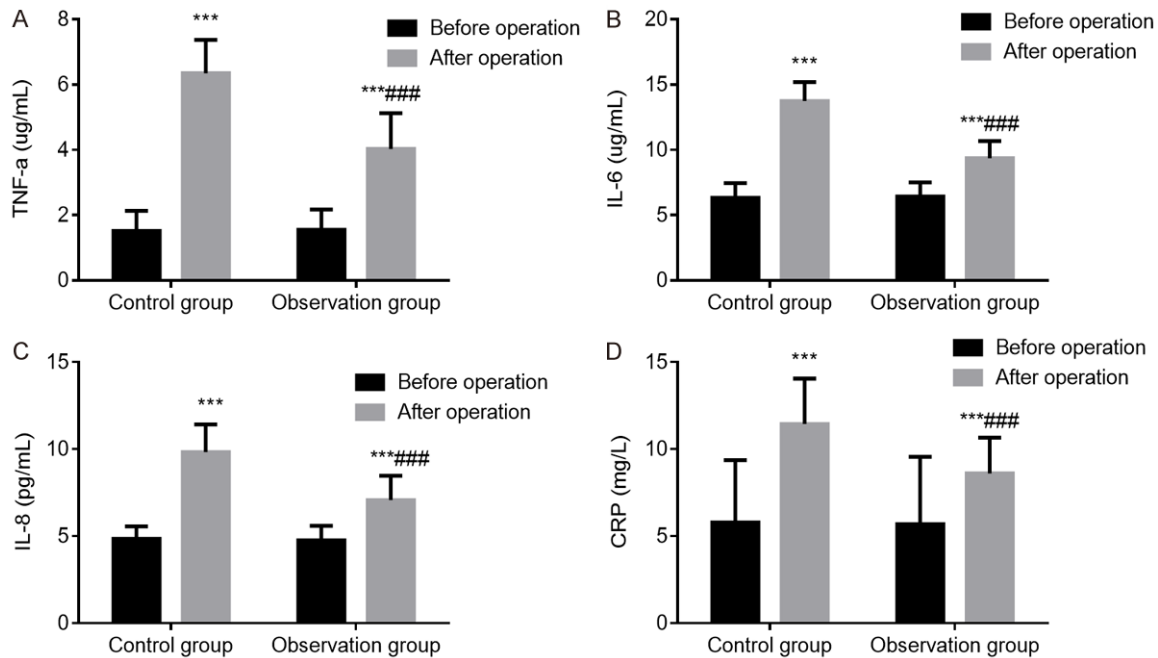 A
TNF-a (ug/mL)
8
6
4
2
0
***
***###
Before operation
After operation
Control group
Observation group
B
IL-6 (ug/mL)
20
15
10
5
0
***
***###
Before operation
After operation
Control group
Observation group
C
IL-8 (pg/mL)
15
10
5
0
***
***###
Before operation
After operation
Control group
Observation group
D
CRP (mg/L)
15
10
5
0
***
***###
Before operation
After operation
Control group
Observation group